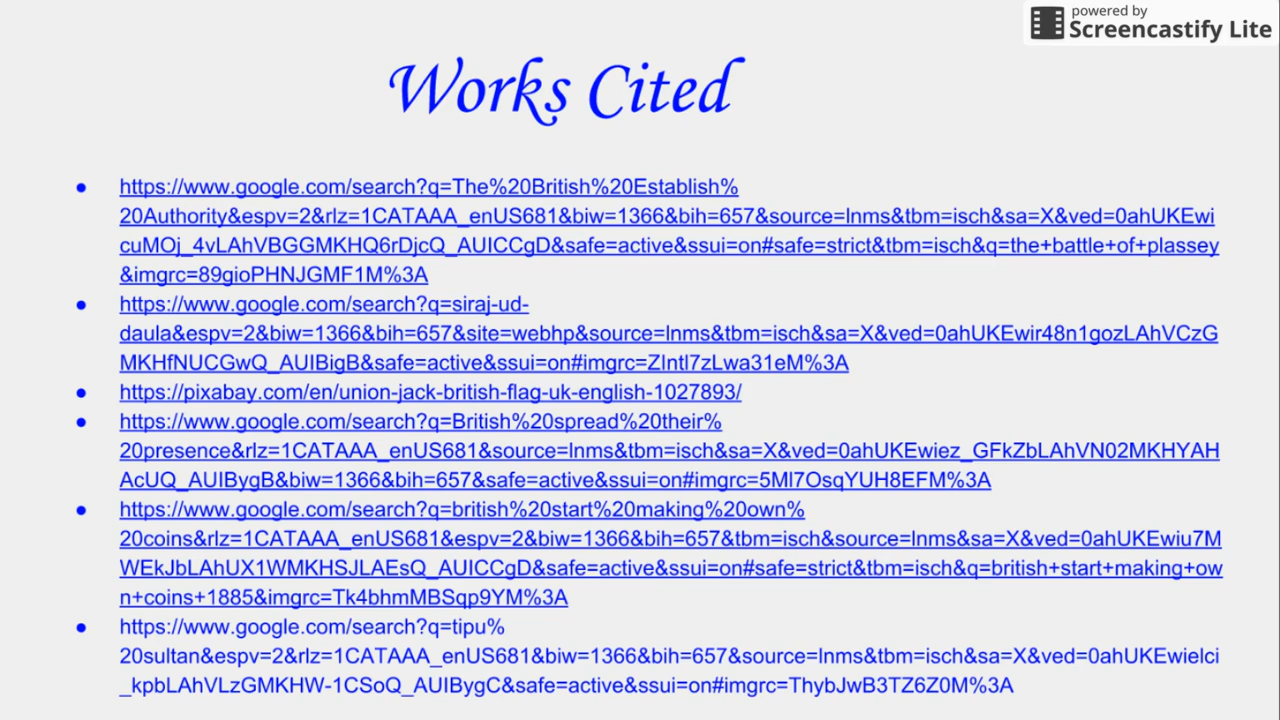 powered by
Screencastify Lite
Works Cited
● https://www.google.com/search?q=The%20British%20Establish%
20Authority&espv=2&rlz=1CATAAA_enUS681&biw=1366&bih=657&source=lnms&tbm=isch&sa=X&ved=0ahUKEwi
cuMOj_4vLAhVBGGMKHQ6rDjcQ_AUICCgD&safe=active&ssui=on#safe=strict&tbm=isch&q=the+battle+of+plassey
&imgrc=89gioPHNJGMF1M%3A
● https://www.google.com/search?q=siraj-ud-
daula&espv=2&biw=1366&bih=657&site=webhp&source=lnms&tbm=isch&sa=X&ved=0ahUKEwir48n1gozLAhVCzG
MKHfNUCGwQ_AUIBigB&safe=active&ssui=on#imgrc=ZIntl7zLwa31eM%3A
● https://pixabay.com/en/union-jack-british-flag-uk-english-1027893/
● https://www.google.com/search?q=British%20spread%20their%
20presence&rlz=1CATAAA_enUS681&source=lnms&tbm=isch&sa=X&ved=0ahUKEwiez_GFkZbLAhVN02MKHYAH
AcUQ_AUIBygB&biw=1366&bih=657&safe=active&ssui=on#imgrc=5Ml7OsqYUH8EFM%3A
● https://www.google.com/search?q=british%20start%20making%20own%
20coins&rlz=1CATAAA_enUS681&espv=2&biw=1366&bih=657&tbm=isch&source=lnms&sa=X&ved=0ahUKEwiu7M
WEkJbLAhUX1WMKHSJLAEsQ_AUICCgD&safe=active&ssui=on#safe=strict&tbm=isch&q=british+start+making+ow
n+coins+1885&imgrc=Tk4bhmMBSqp9YM%3A
● https://www.google.com/search?q=tipu%
20sultan&espv=2&rlz=1CATAAA_enUS681&biw=1366&bih=657&source=lnms&tbm=isch&sa=X&ved=0ahUKEwielci
_kpbLAhVLzGMKHW-1CSoQ_AUIBygC&safe=active&ssui=on#imgrc=ThybJwB3TZ6Z0M%3A